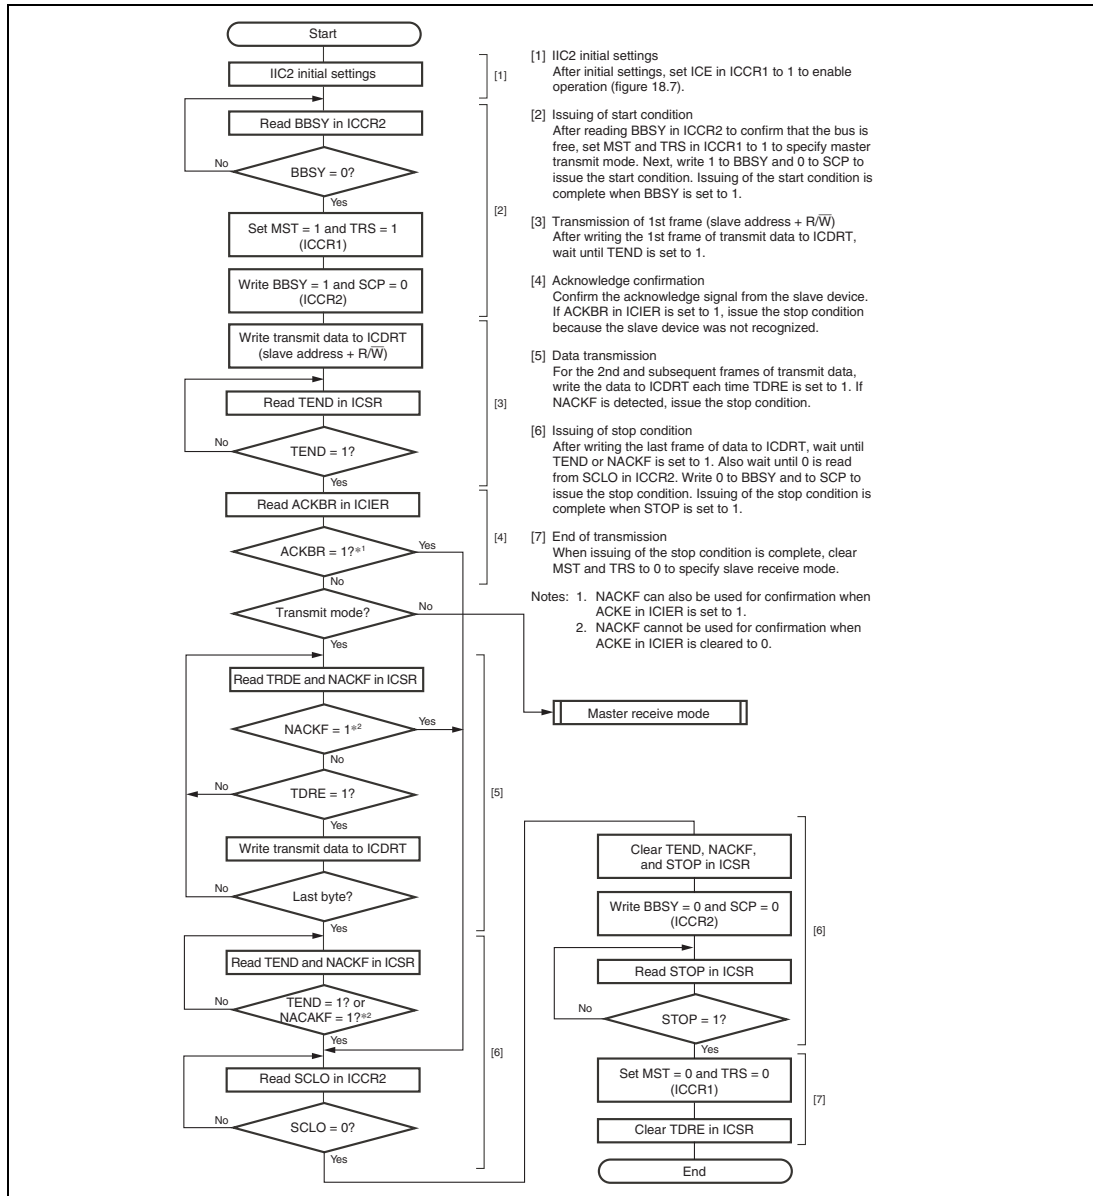 Start
IIC2 initial settings
[1]
Read BBSY in ICCR2
No
BBSY = 0?
Yes
[2]
Set MST = 1 and TRS = 1
(ICCR1)
Write BBSY = 1 and SCP = 0
(ICCR2)
Write transmit data to ICDRT
(slave address + R/W̅)
Read TEND in ICSR
[3]
No
TEND = 1?
Yes
Read ACKBR in ICIER
[4]
ACKBR = 1?*1
Yes
No
Transmit mode?
No
Yes
Read TRDE and NACKF in ICSR
NACKF = 1*2
Yes
No
No
TDRE = 1?
[5]
Yes
Write transmit data to ICDRT
No
Last byte?
Yes
Read TEND and NACKF in ICSR
No
TEND = 1? or
NACAKF = 1?*2
Yes
[6]
Read SCLO in ICCR2
No
SCLO = 0?
Yes
[1] IIC2 initial settings
After initial settings, set ICE in ICCR1 to 1 to enable
operation (figure 18.7).
[2] Issuing of start condition
After reading BBSY in ICCR2 to confirm that the bus is
free, set MST and TRS in ICCR1 to 1 to specify master
transmit mode. Next, write 1 to BBSY and 0 to SCP to
issue the start condition. Issuing of the start condition is
complete when BBSY is set to 1.
[3] Transmission of 1st frame (slave address + R/W̅)
After writing the 1st frame of transmit data to ICDRT,
wait until TEND is set to 1.
[4] Acknowledge confirmation
Confirm the acknowledge signal from the slave device.
If ACKBR in ICIER is set to 1, issue the stop condition
because the slave device was not recognized.
[5] Data transmission
For the 2nd and subsequent frames of transmit data,
write the data to ICDRT each time TDRE is set to 1. If
NACKF is detected, issue the stop condition.
[6] Issuing of stop condition
After writing the last frame of data to ICDRT, wait until
TEND or NACKF is set to 1. Also wait until 0 is read
from SCLO in ICCR2. Write 0 to BBSY and to SCP to
issue the stop condition. Issuing of the stop condition is
complete when STOP is set to 1.
[7] End of transmission
When issuing of the stop condition is complete, clear
MST and TRS to 0 to specify slave receive mode.
Notes: 1. NACKF can also be used for confirmation when
ACKE in ICIER is set to 1.
2. NACKF cannot be used for confirmation when
ACKE in ICIER is cleared to 0.
Master receive mode
Clear TEND, NACKF,
and STOP in ICSR
Write BBSY = 0 and SCP = 0
(ICCR2)
[6]
Read STOP in ICSR
No
STOP = 1?
Yes
Set MST = 0 and TRS = 0
(ICCR1)
[7]
Clear TDRE in ICSR
End